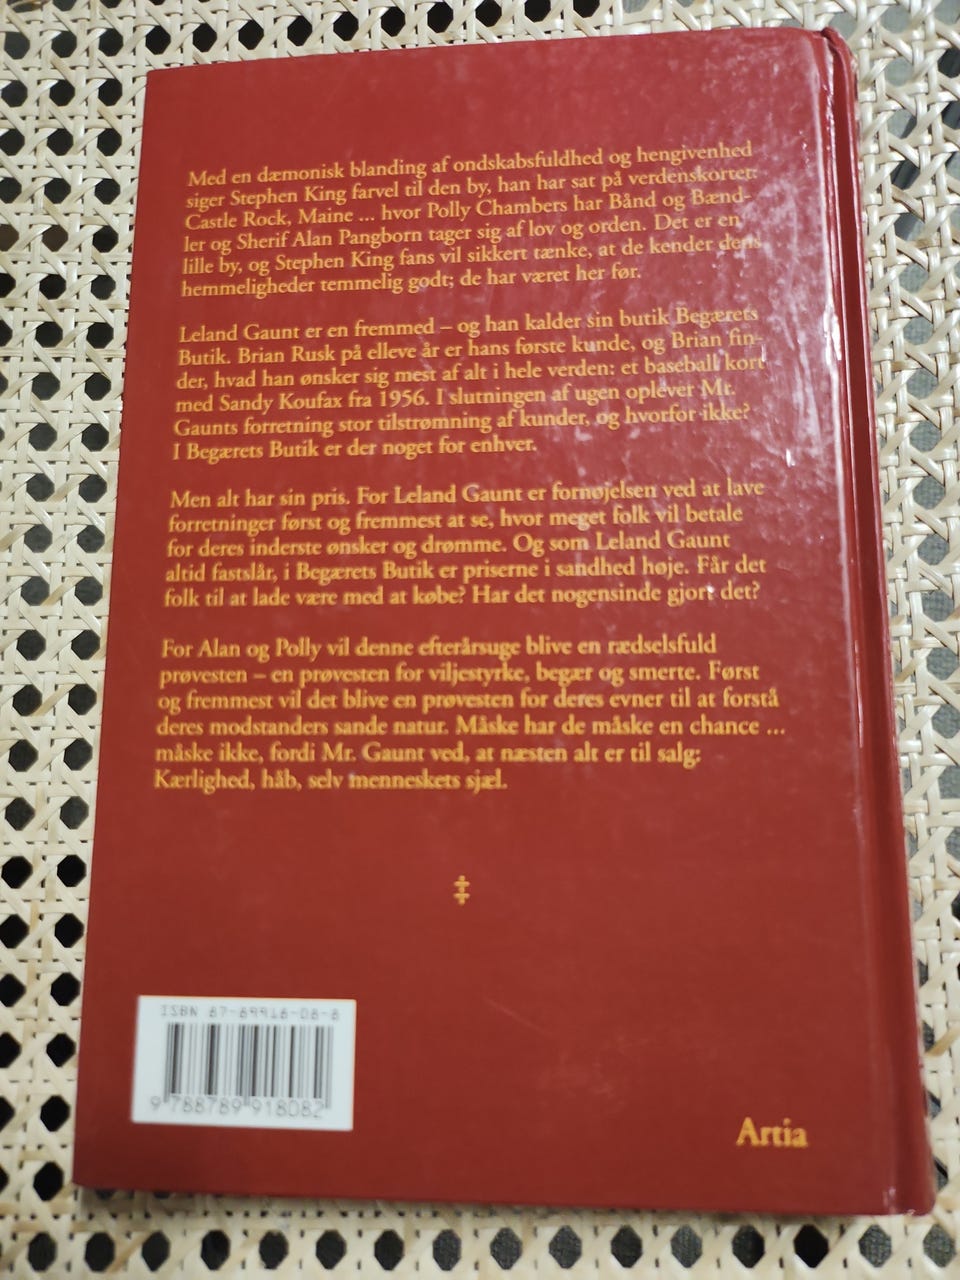 Med en dæmonisk blanding af ondskabsfuldhed og hengivenhed
siger Stephen King farvel til den by, han har sat på verdenskortet:
Castle Rock, Maine ... hvor Polly Chambers har Bånd og Bænd-
ler og Sherif Alan Pangborn tager sig af lov og orden. Det er en
lille by, og Stephen King fans vil sikkert tænke, at de kender dens
hemmeligheder temmelig godt; de har været her før.
Leland Gaunt er en fremmed – og han kalder sin butik Begærets
Butik. Brian Rusk på elleve år er hans første kunde, og Brian fin-
der, hvad han ønsker sig mest af alt i hele verden: et baseball kort
med Sandy Koufax fra 1956. I slutningen af ugen oplever Mr.
Gaunts forretning stor tilstrømning af kunder, og hvorfor ikke?
I Begærets Butik er der noget for enhver.
Men alt har sin pris. For Leland Gaunt er fornøjelsen ved at lave
forretninger først og fremmest at se, hvor meget folk vil betale
for deres inderste ønsker og drømme. Og som Leland Gaunt
altid fastslår, i Begærets Butik er priserne i sandhed høje. Får det
folk til at lade være med at købe? Har det nogensinde gjort det?
For Alan og Polly vil denne efterårsuge blive en rædselsfuld
prøvesten – en prøvesten for viljestyrke, begær og smerte. Først
og fremmest vil det blive en prøvesten for deres evner til at forstå
deres modstanders sande natur. Måske har de måske en chance ...
måske ikke, fordi Mr. Gaunt ved, at næsten alt er til salg:
Kærlighed, håb, selv menneskets sjæl.
‡
ISBN 87-89918-08-8
9 788789 918082
Artia